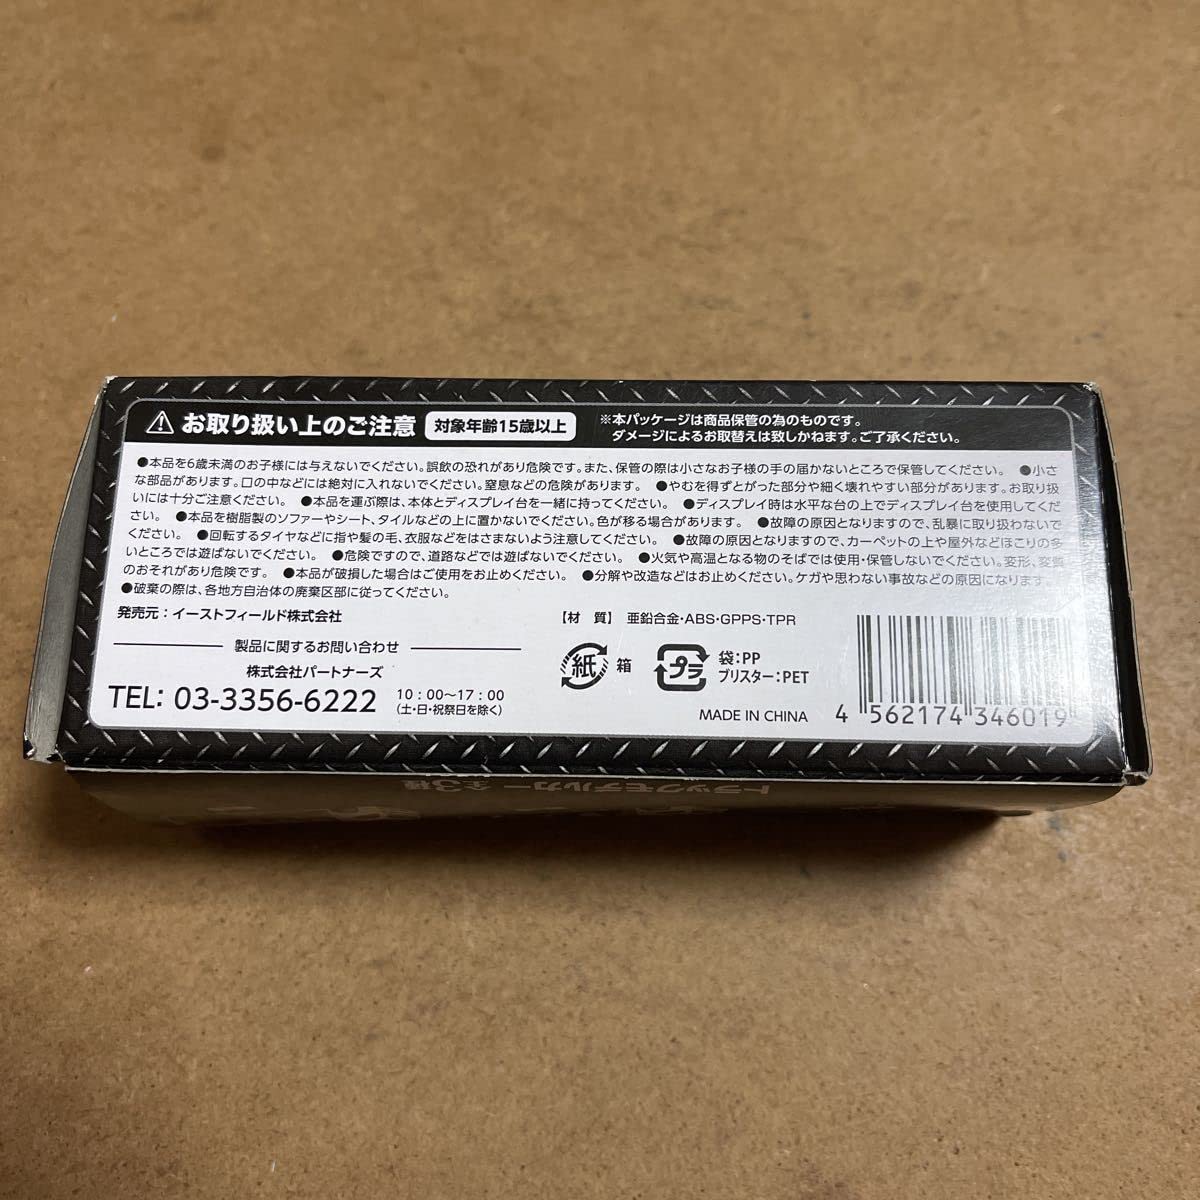 お取り扱い上のご注意 対象年齢15歳以上
※本パッケージは商品保管の為のものです。
ダメージによるお取替えは致しかねます。ご了承ください。
●本品を6歳未満のお子様には与えないでください。誤飲の恐れがあり危険です。また、保管の際は小さなお子様の手の届かないところで保管してください。 ●小さ
な部品があります。口の中などには絶対に入れないでください。窒息などの危険があります。 ●やむを得ずとがった部分や細く壊れやすい部分があります。お取り扱
いには十分ご注意ください。 ●本品を運ぶ際は、本体とディスプレイ台を一緒に持ってください。 ●ディスプレイ時は水平な台の上でディスプレイ台を使用してくだ
さい。 ●本品を樹脂製のソファーやシート、タイルなどの上に置かないでください。色が移る場合があります。 ●故障の原因となりますので、乱暴に取り扱わないで
ください。 ●回転するタイヤなどに指や髪の毛、衣服などをはさまないよう注意してください。 ●故障の原因となりますので、カーペットの上や屋外などほこりの多
いところでは遊ばないでください。 ●危険ですので、道路などでは遊ばないでください。 ●火気や高温となる物のそばでは使用・保管しないでください。変形、変質
のおそれがあり危険です。 ●本品が破損した場合はご使用をお止めください。 ●分解や改造などはお止めください。ケガや思わない事故などの原因になります。
●破棄の際は、各地方自治体の廃棄区部に従ってください。
発売元：イーストフィールド株式会社
製品に関するお問い合わせ
株式会社パートナーズ
TEL: 03-3356-6222 10：00〜17：00
(土・日・祝祭日を除く)
【材 質】 亜鉛合金・ABS・GPPS・TPR
紙 箱
プラ 袋：PP
ブリスター：PET
MADE IN CHINA
4 562174 346019
トラックモデルカー 全3種